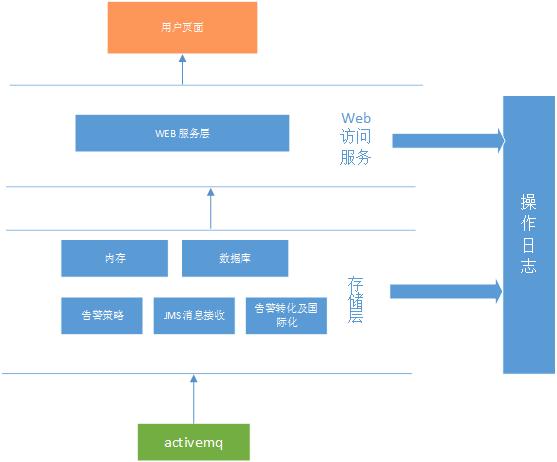 用户页面
WEB 服务层
Web
访问
服务
操
作
日
志
内存
数据库
存
储
层
告警策略
JMS消息接收
告警转化及国
际化
activemq